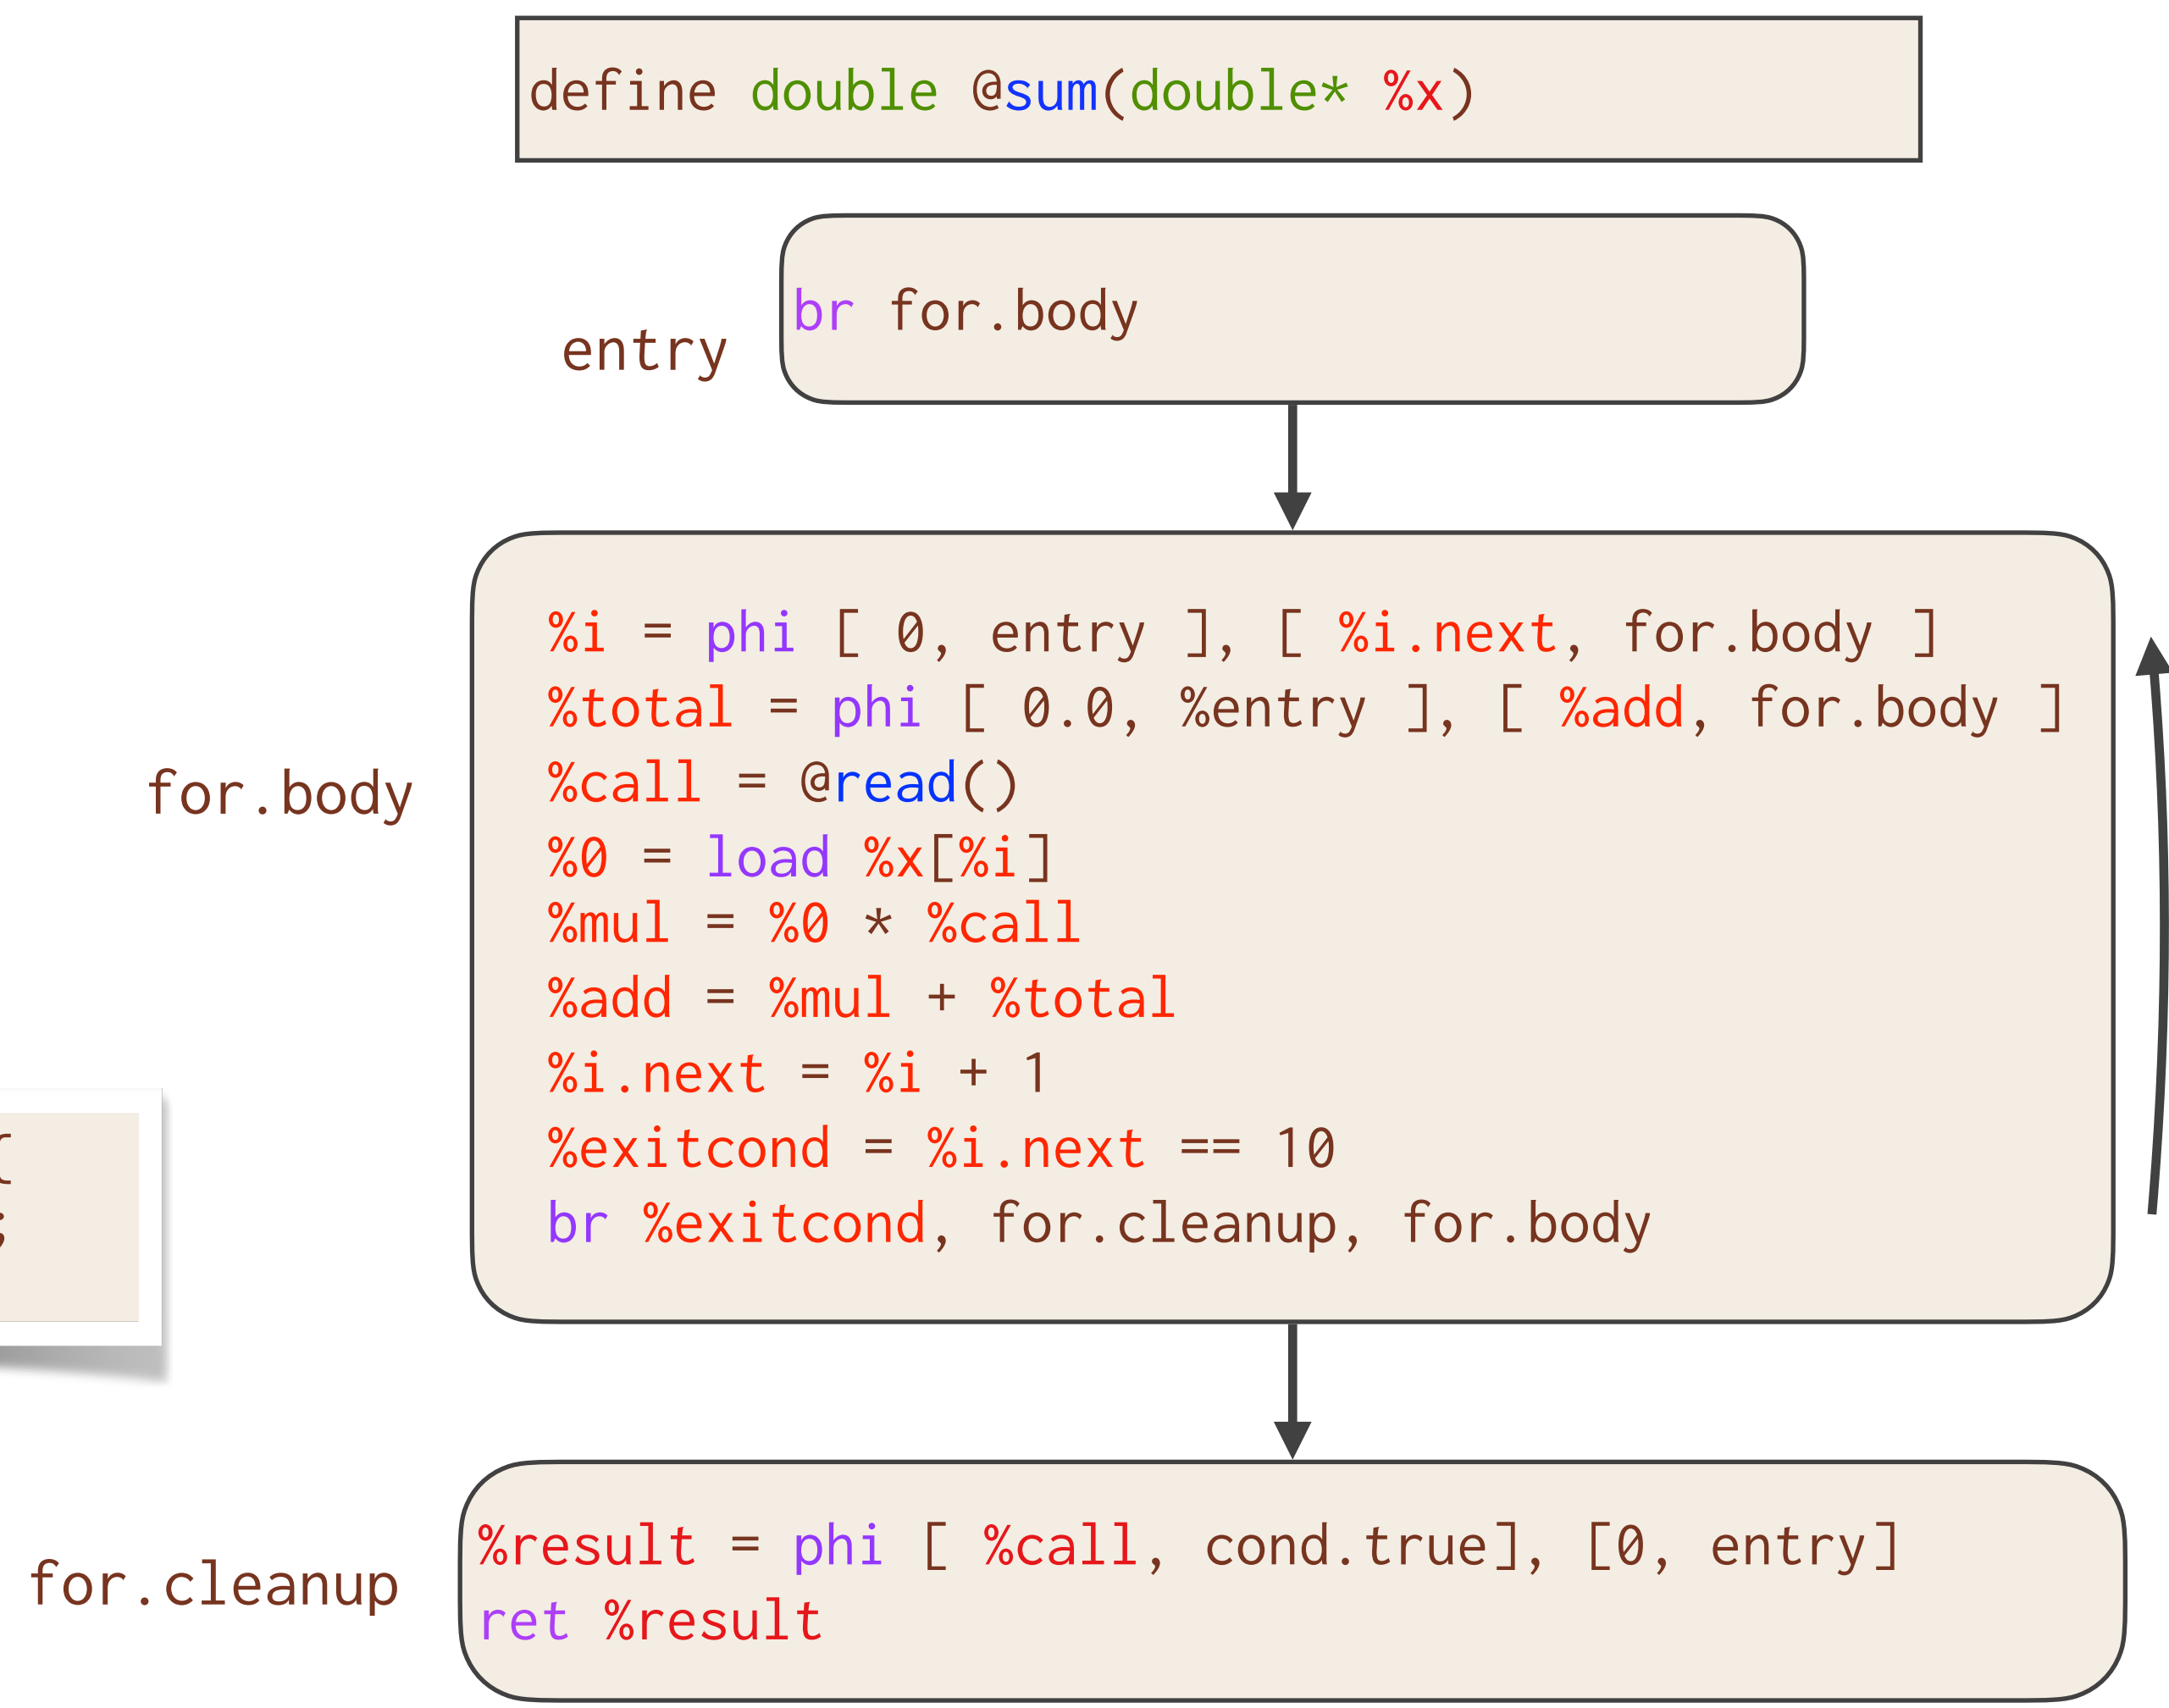 define double @sum(double* %x)
br for.body
entry
%i = phi [ 0, entry ], [ %i.next, for.body ]
%total = phi [ 0.0, %entry ], [ %add, for.body ]
%call = @read()
for.body
%0 = load %x[%i]
%mul = %0 * %call
%add = %mul + %total
%i.next = %i + 1
{
;
%exitcond = %i.next == 10
br %exitcond, for.cleanup, for.body
%result = phi [ %call, cond.true], [0, entry]
for.cleanup
ret %result